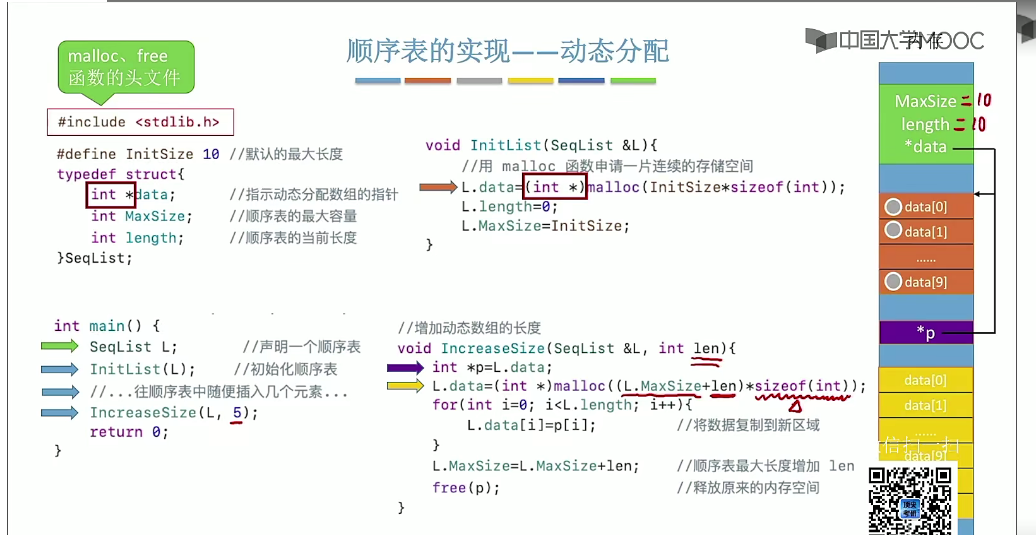 顺序表的实现——动态分配
中国大学MOOC
内存
malloc、free
函数的头文件
#include <stdlib.h>
#define InitSize 10 //默认的最大长度
typedef struct{
int *data; //指示动态分配数组的指针
int MaxSize; //顺序表的最大容量
int length; //顺序表的当前长度
}SeqList;
void InitList(SeqList &L){
//用 malloc 函数申请一片连续的存储空间
L.data=(int *)malloc(InitSize*sizeof(int));
L.length=0;
L.MaxSize=InitSize;
}
int main() {
SeqList L; //声明一个顺序表
InitList(L); //初始化顺序表
//...往顺序表中随便插入几个元素...
IncreaseSize(L, 5);
return 0;
}
//增加动态数组的长度
void IncreaseSize(SeqList &L, int len){
int *p=L.data;
L.data=(int *)malloc((L.MaxSize+len)*sizeof(int));
for(int i=0; i<L.length; i++){
L.data[i]=p[i]; //将数据复制到新区域
}
L.MaxSize=L.MaxSize+len; //顺序表最大长度增加 len
free(p); //释放原来的内存空间
}
MaxSize =10
length =10
*data
data[0]
data[1]
......
data[9]
*p
data[0]
data[1]
......
data[9]
信扫一扫